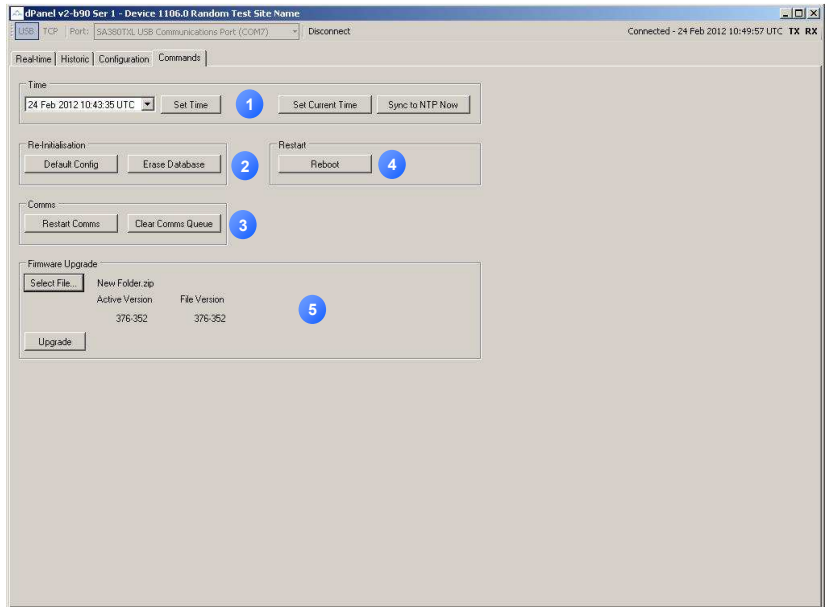 dPanel v2-b90 Ser 1 - Device 1106.0 Random Test Site Name
USB TCP Port: SA380TXL USB Communications Port (COM7) Disconnect Connected - 24 Feb 2012 10:49:57 UTC TX RX
Real-time Historic Configuration Commands
Time
24 Feb 2012 10:43:35 UTC Set Time 1 Set Current Time Sync to NTP Now
Re-Initialisation Restart
Default Config Erase Database 2 Reboot 4
Comms
Restart Comms Clear Comms Queue 3
Firmware Upgrade
Select File... New Folder.zip
Active Version File Version
5
376-352 376-352
Upgrade